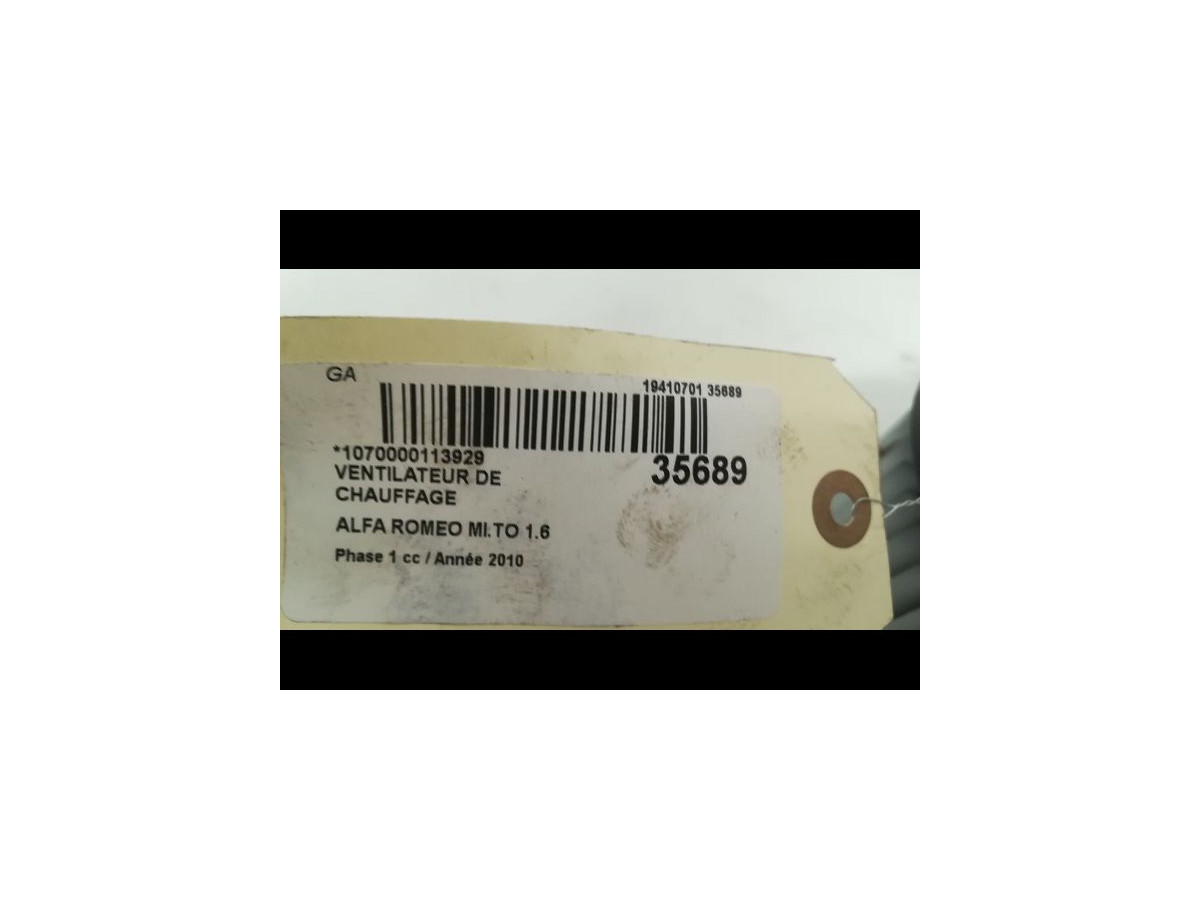 GA
19410701 35689
*1070000113929
35689
VENTILATEUR DE
CHAUFFAGE
ALFA ROMEO MI.TO 1.6
Phase 1 cc / Année 2010